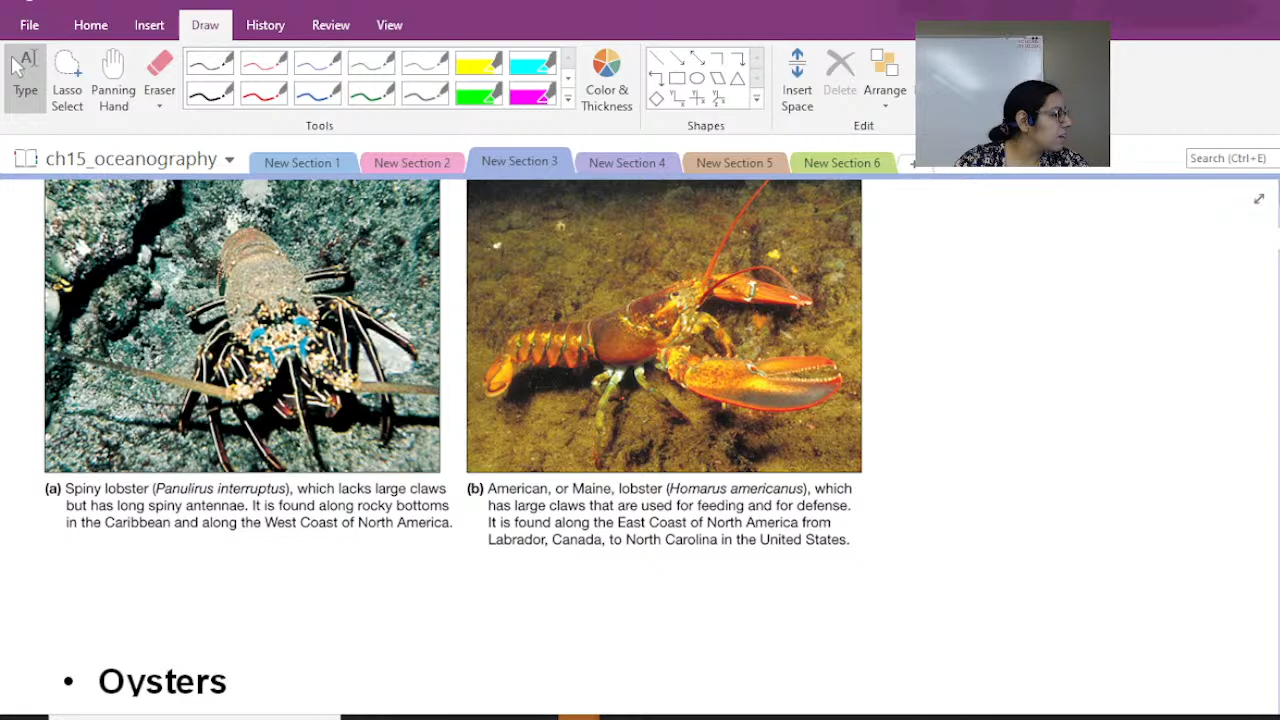 File Home Insert Draw History Review View
Type
Lasso Select
Panning Hand
Eraser
Color & Thickness
Insert Space
Delete
Arrange
Tools
Shapes
Edit
ch15_oceanography
New Section 1
New Section 2
New Section 3
New Section 4
New Section 5
New Section 6
Search (Ctrl+E)
(a) Spiny lobster (Panulirus interruptus), which lacks large claws
but has long spiny antennae. It is found along rocky bottoms
in the Caribbean and along the West Coast of North America.
(b) American, or Maine, lobster (Homarus americanus), which
has large claws that are used for feeding and for defense.
It is found along the East Coast of North America from
Labrador, Canada, to North Carolina in the United States.
• Oysters